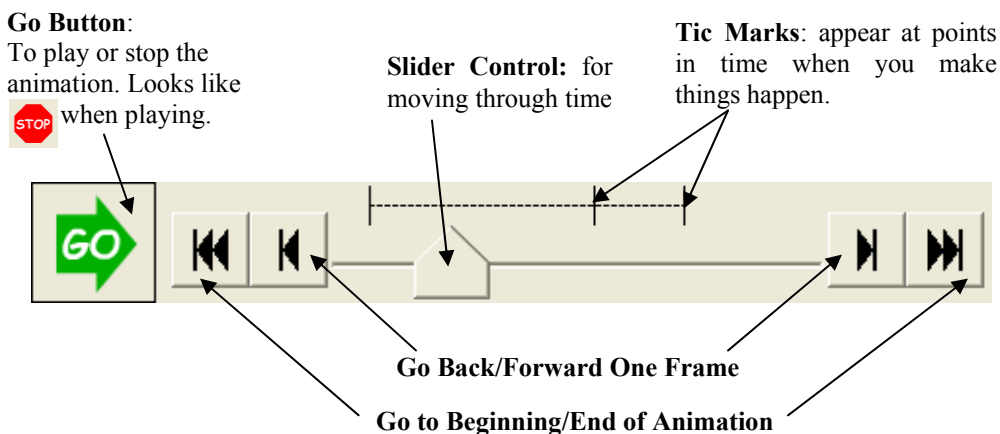 Go Button:
To play or stop the
animation. Looks like
STOP when playing.
Slider Control: for
moving through time
Tic Marks: appear at points
in time when you make
things happen.
GO
Go Back/Forward One Frame
Go to Beginning/End of Animation